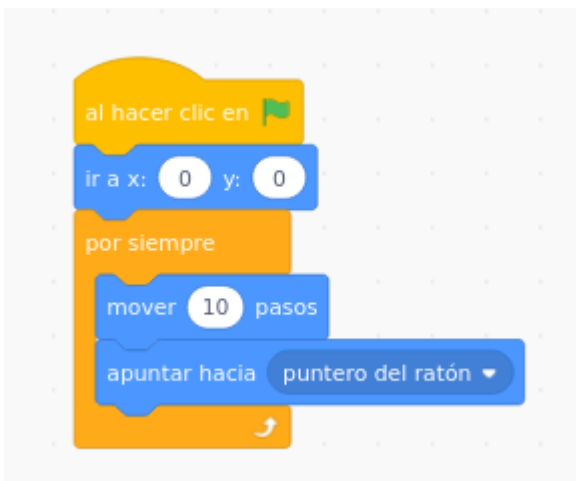 al hacer clic en
ir a x: 0 y: 0
por siempre
mover 10 pasos
apuntar hacia puntero del ratón